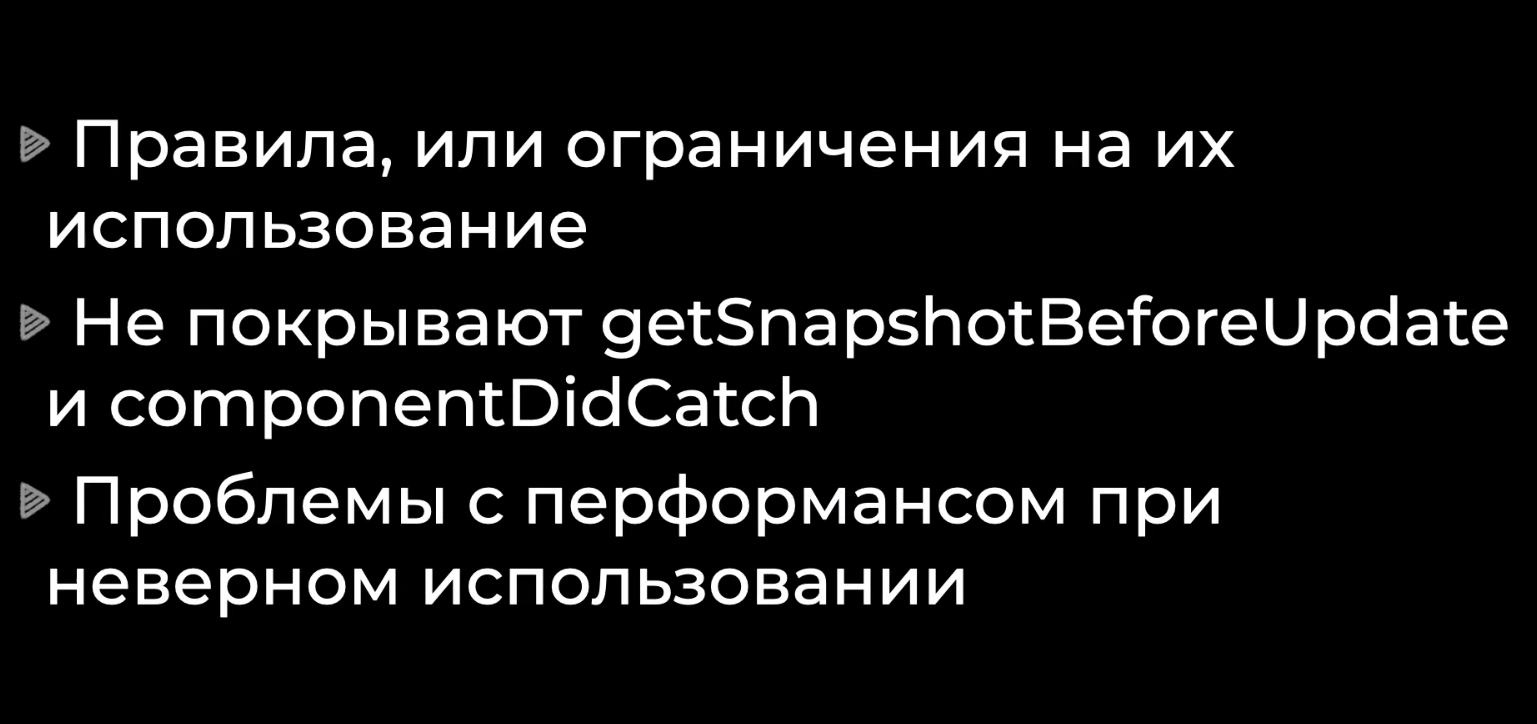 Правила, или ограничения на их
использование
Не покрывают getSnapshotBeforeUpdate
и componentDidCatch
Проблемы с перформансом при
неверном использовании